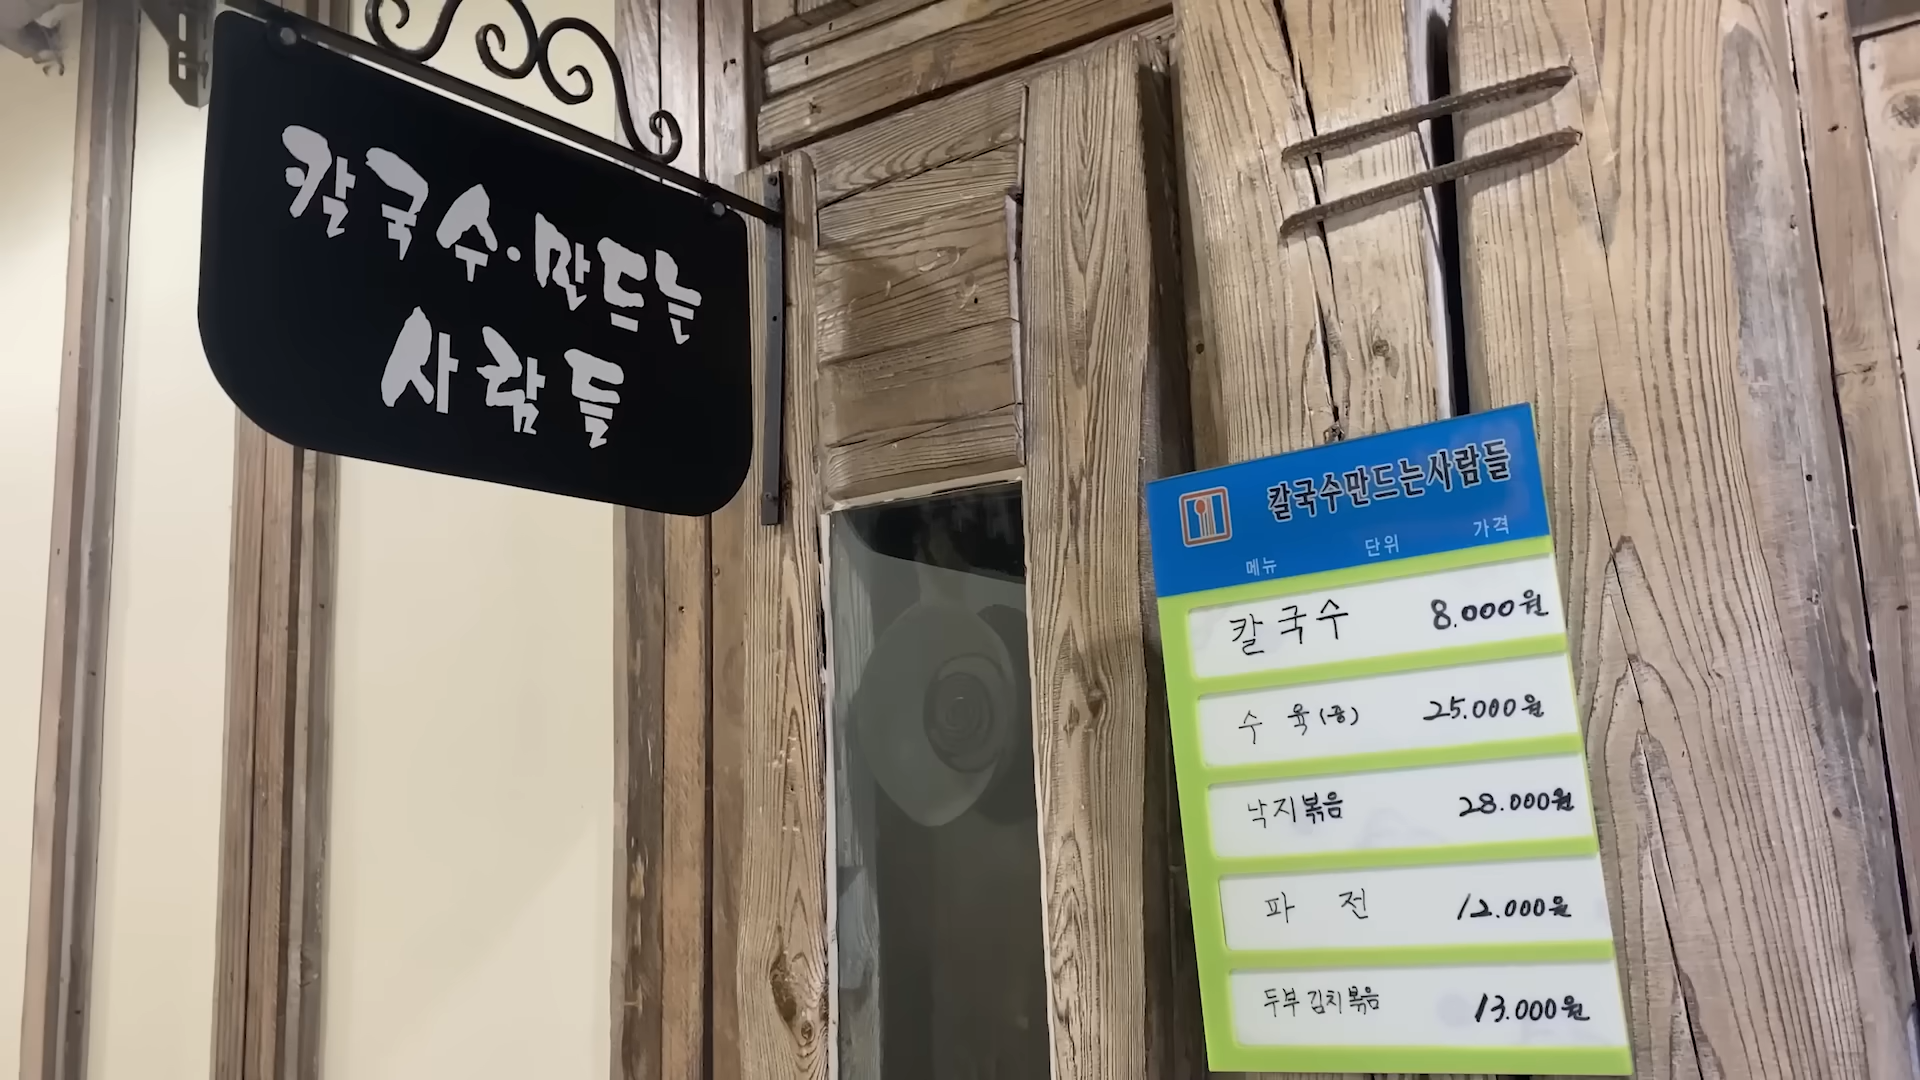 칼국수·만드는
사람들
칼국수만드는사람들
메뉴 단위 가격
칼국수 8.000원
수육(중) 25.000원
낙지볶음 28.000원
파전 12.000원
두부김치볶음 13.000원